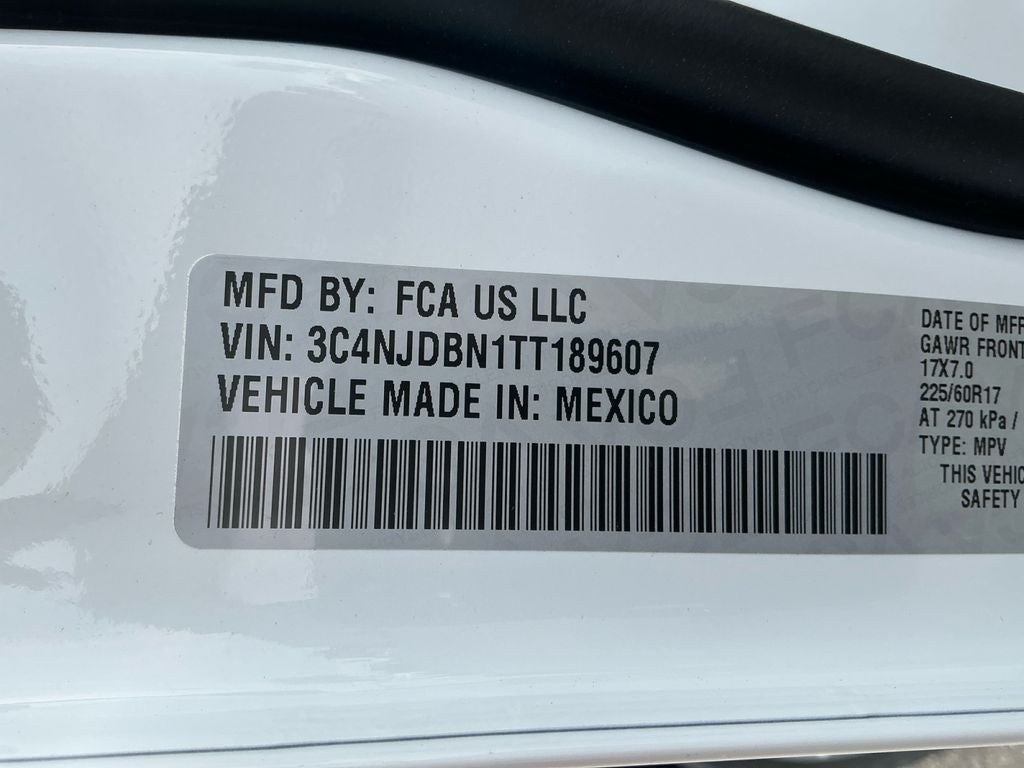 MFD BY: FCA US LLC
VIN: 3C4NJDBN1TT189607
VEHICLE MADE IN: MEXICO
DATE OF MFR
GAWR FRONT
17X7.0
225/60R17
AT 270 kPa /
TYPE: MPV
THIS VEHIC
SAFETY